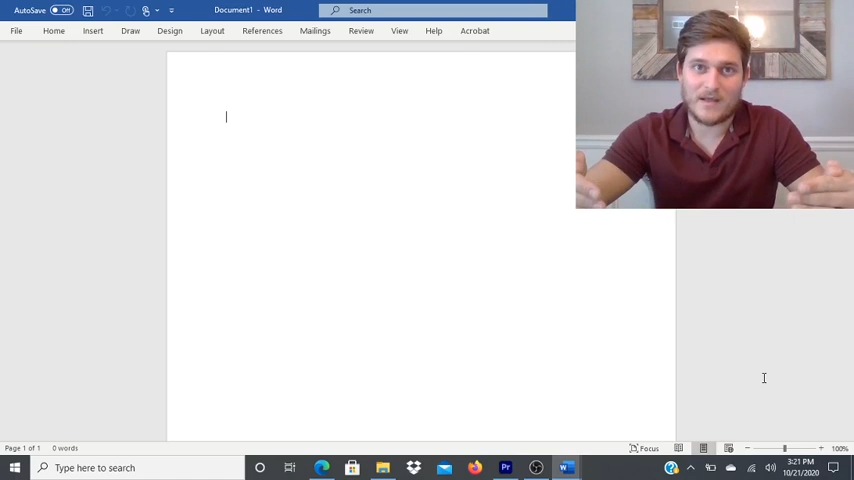 AutoSave Off Document1 - Word Search
File Home Insert Draw Design Layout References Mailings Review View Help Acrobat
Page 1 of 1 0 words Focus 100%
Type here to search Pr 3:21 PM
10/21/2020